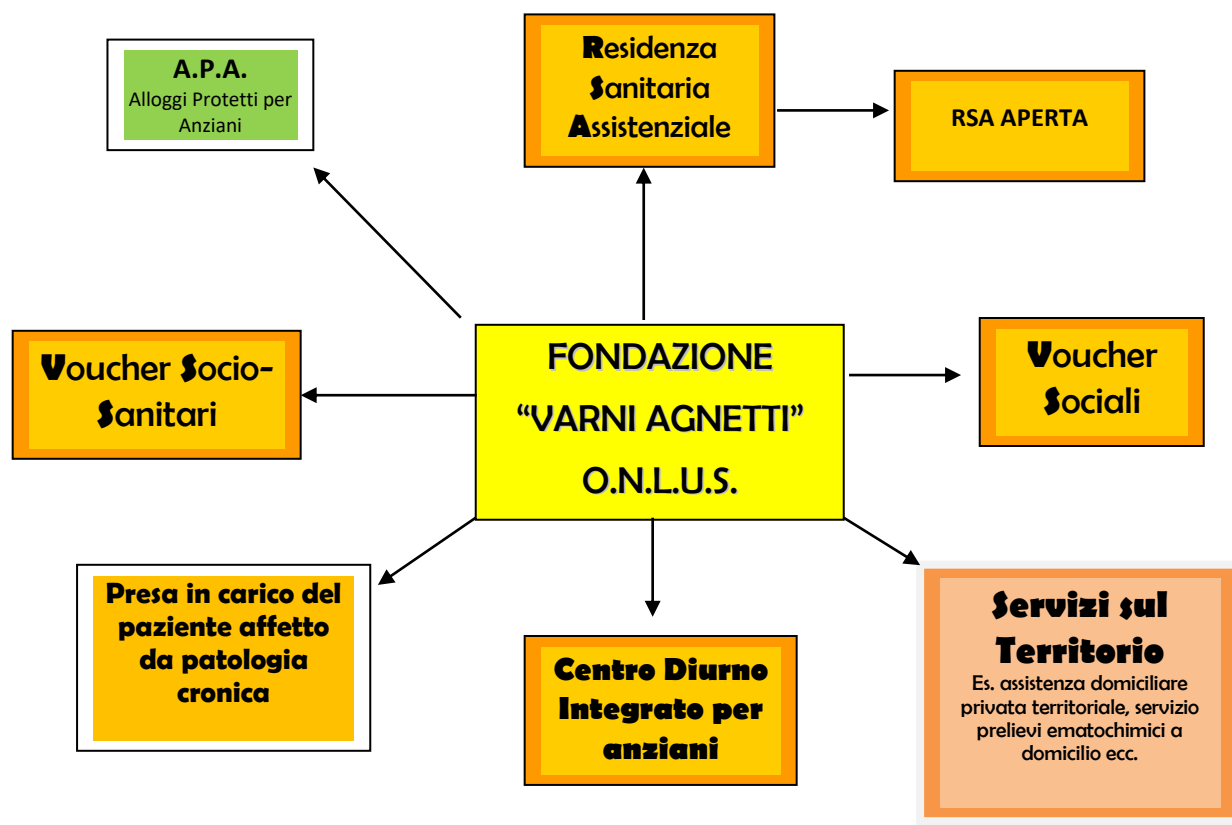 A.P.A.
Alloggi Protetti per
Anziani
Residenza
Sanitaria
Assistenziale
RSA APERTA
Voucher Socio-
Sanitari
FONDAZIONE
“VARNI AGNETTI”
O.N.L.U.S.
Voucher
Sociali
Presa in carico del
paziente affetto
da patologia
cronica
Centro Diurno
Integrato per
anziani
Servizi sul
Territorio
Es. assistenza domiciliare
privata territoriale, servizio
prelievi ematochimici a
domicilio ecc.